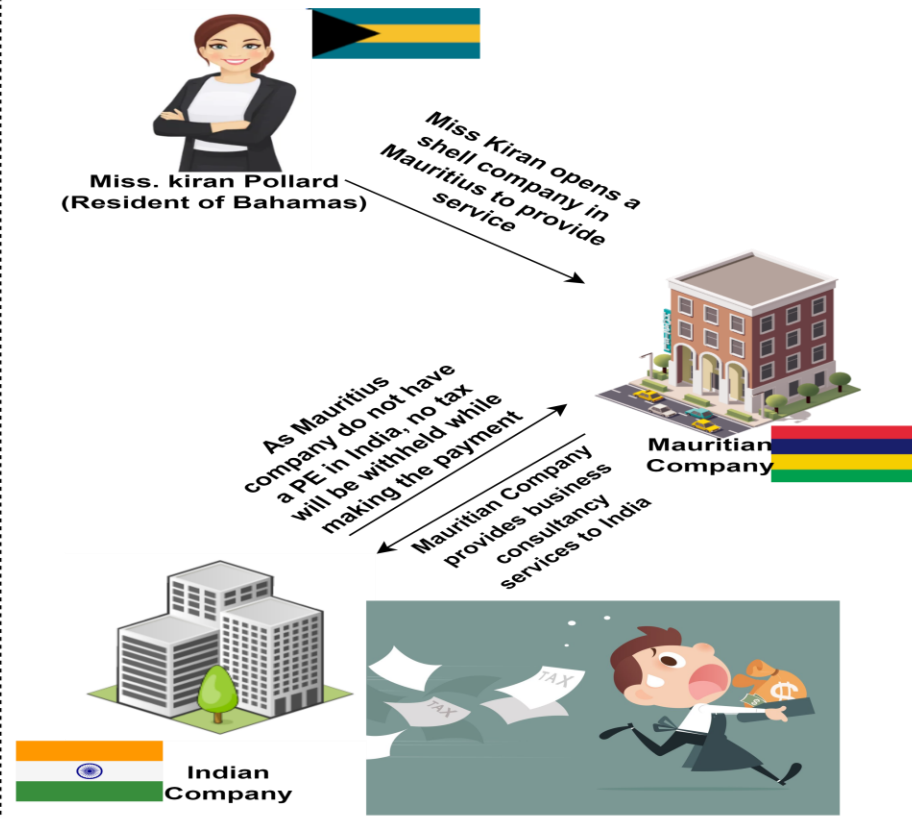 Miss. kiran Pollard
(Resident of Bahamas)
Miss Kiran opens a
shell company in
Mauritius to provide
service
Mauritian
Company
As Mauritius
company do not have
a PE in India, no tax
will be withheld while
making the payment
Mauritian Company
provides business
consultancy
services to India
Indian
Company
TAX
TAX